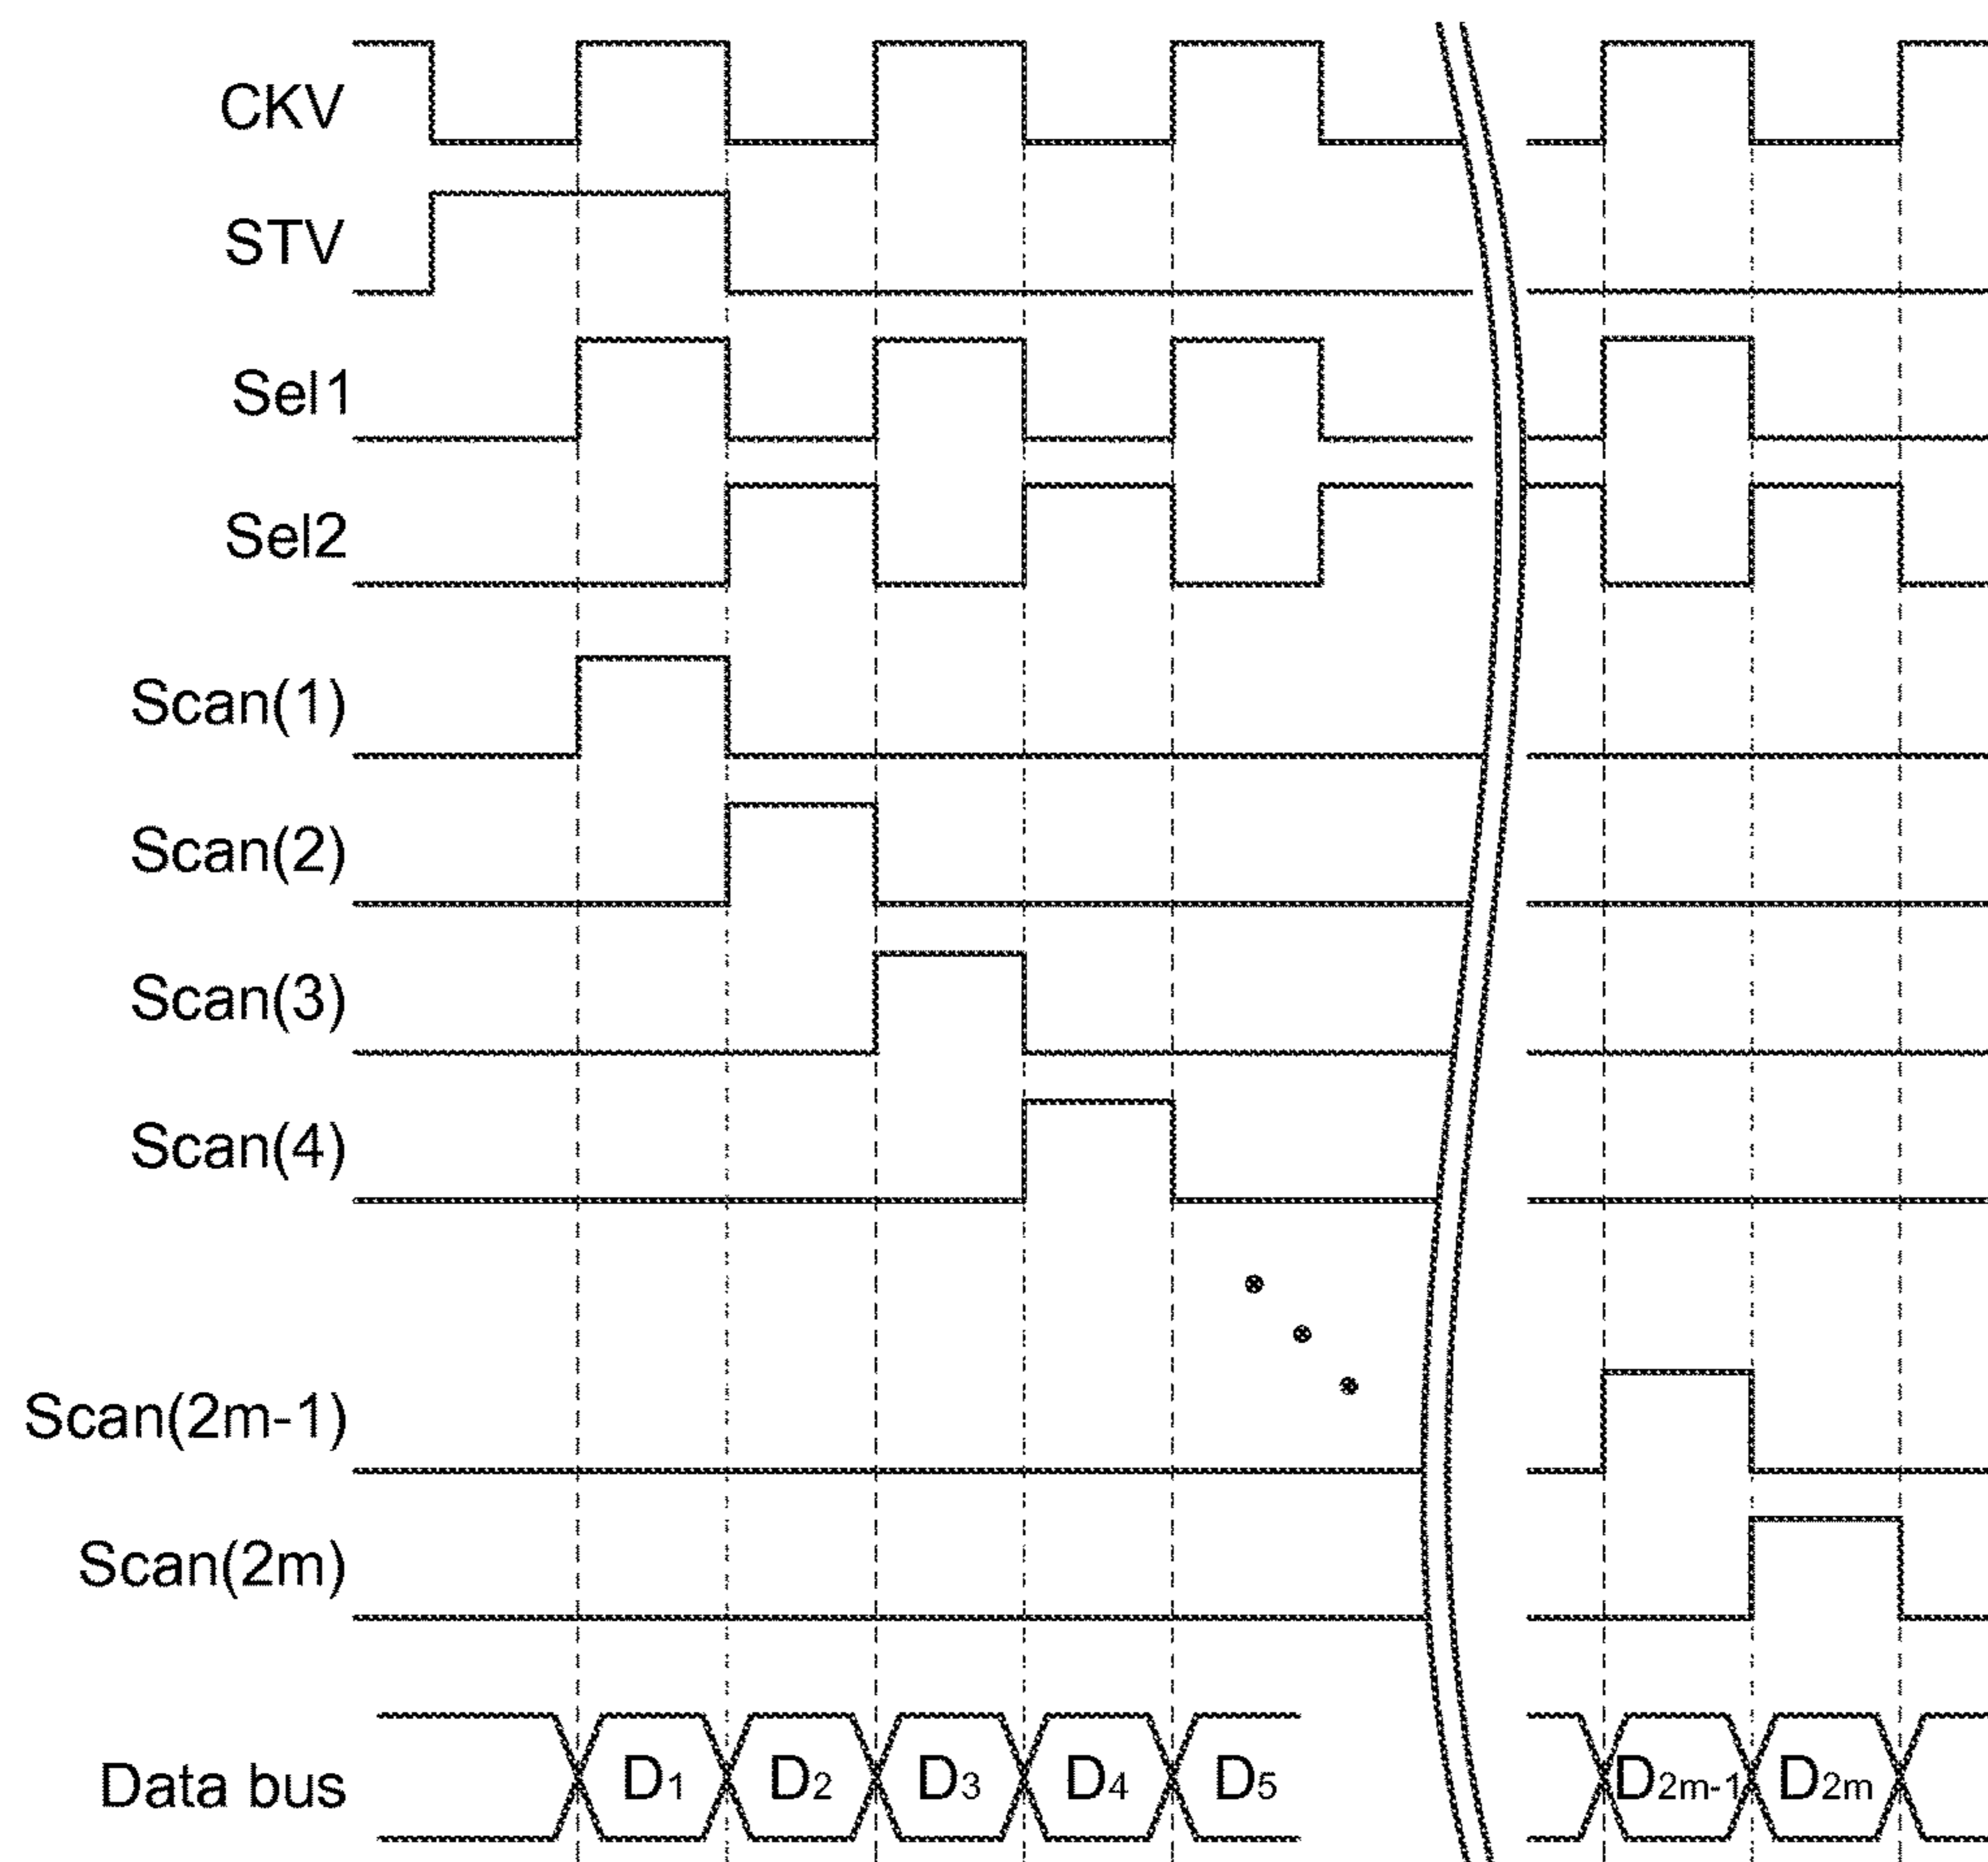 CKV
STV
Sel1
Sel2
Scan(1)
Scan(2)
Scan(3)
Scan(4)
Scan(2m-1)
Scan(2m)
Data bus D1 D2 D3 D4 D5 D2m-1 D2m